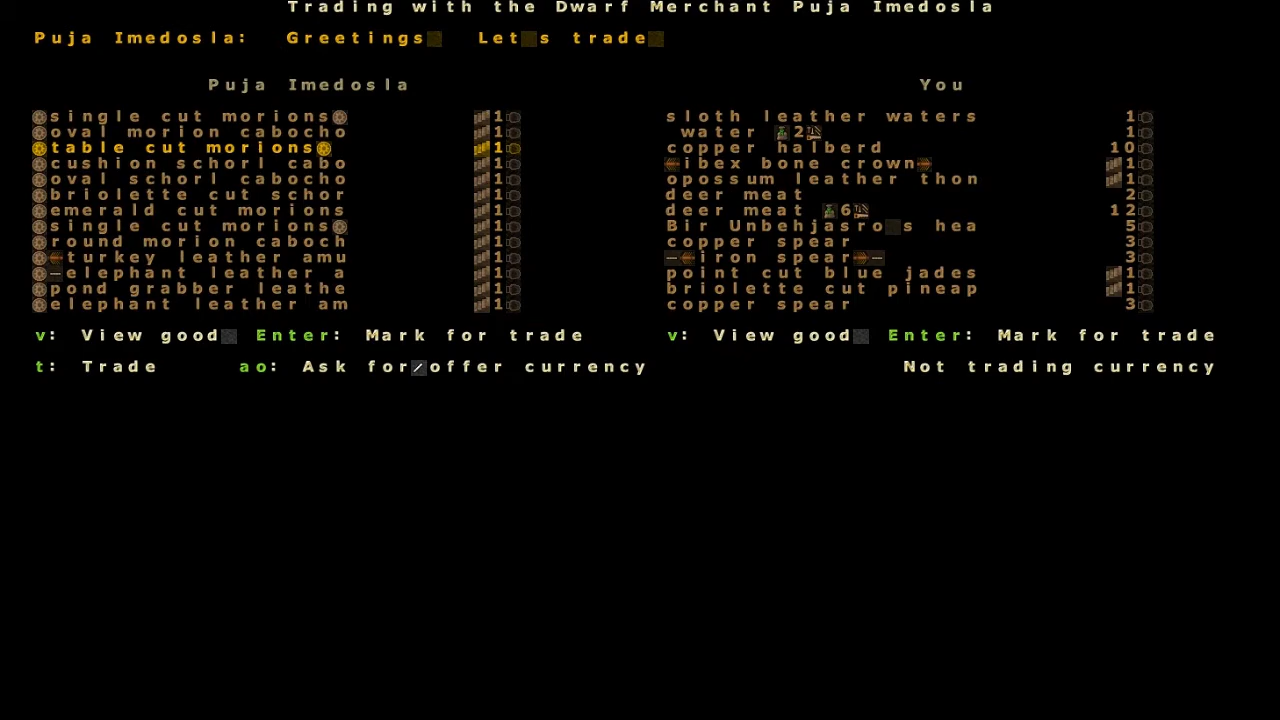 Trading with the Dwarf Merchant Puja Imedosla
Puja Imedosla: Greetings Let s trade
Puja Imedosla You
single cut morions 1 sloth leather waters 1
oval morion cabocho 1 water 2 1
table cut morions 1 copper halberd 10
cushion schorl cabo 1 ibex bone crown 1
oval schorl cabocho 1 opossum leather thon 1
briolette cut schor 1 deer meat 2
emerald cut morions 1 deer meat 6 12
single cut morions 1 Bir Unbehjasro s hea 5
round morion caboch 1 copper spear 3
turkey leather amu 1 iron spear 3
elephant leather a 1 point cut blue jades 1
pond grabber leathe 1 briolette cut pineap 1
elephant leather am 1 copper spear 3
v: View good Enter: Mark for trade v: View good Enter: Mark for trade
t: Trade ao: Ask for/offer currency Not trading currency